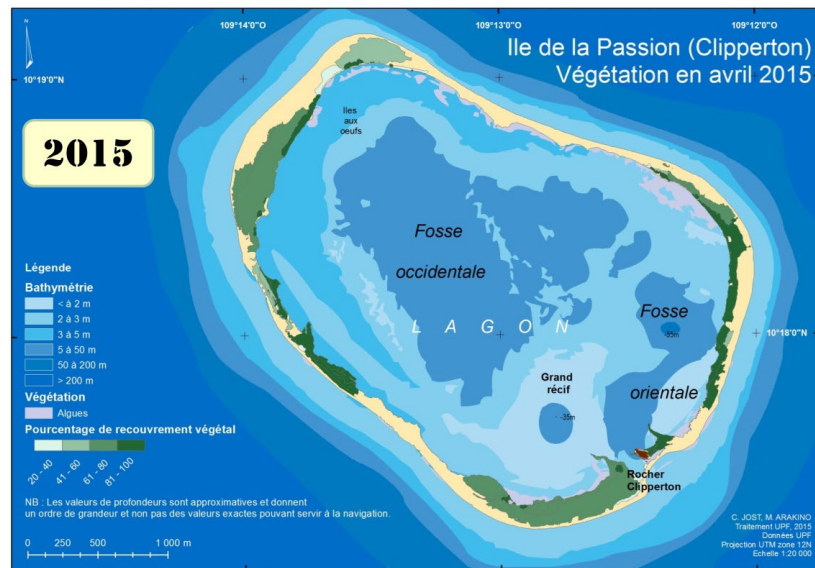 109°14'0"O
109°13'0"O
109°12'0"O
N
Ile de la Passion (Clipperton)
Végétation en avril 2015
10°19'0"N
2015
Iles
aux
oeufs
Fosse
occidentale
Fosse
-55m
10°18'0"N
L A G O N
Grand
récif
-35m
orientale
Rocher
Clipperton
Légende
Bathymétrie
< à 2 m
2 à 3 m
3 à 5 m
5 à 50 m
50 à 200 m
> 200 m
Végétation
Algues
Pourcentage de recouvrement végétal
20 - 40
41 - 60
61 - 80
81 - 100
NB : Les valeurs de profondeurs sont approximatives et donnent
un ordre de grandeur et non pas des valeurs exactes pouvant servir à la navigation.
0 250 500 1 000 m
C. JOST, M. ARAKINO
Traitement UPF, 2015
Données UPF
Projection UTM zone 12N
Echelle 1:20 000